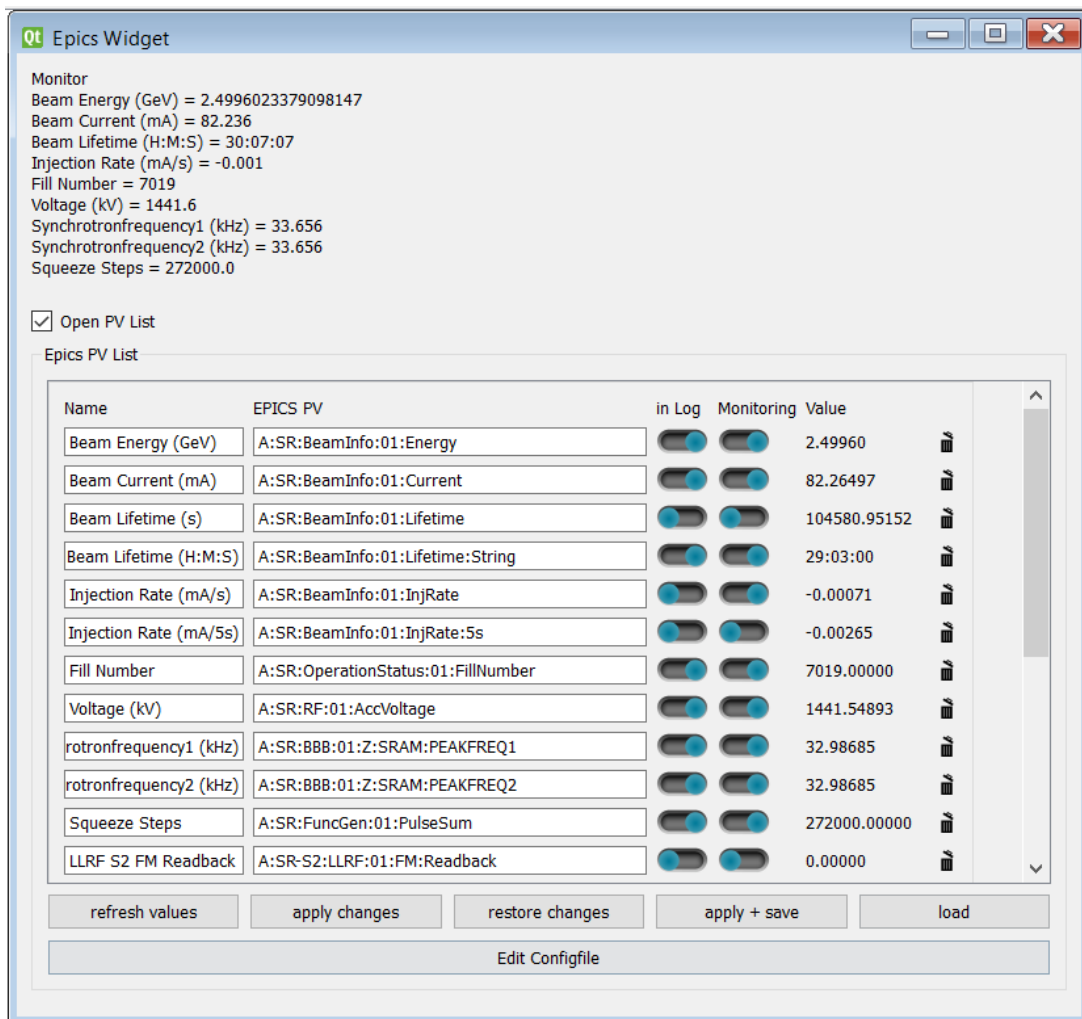 Qt Epics Widget
Monitor
Beam Energy (GeV) = 2.4996023379098147
Beam Current (mA) = 82.236
Beam Lifetime (H:M:S) = 30:07:07
Injection Rate (mA/s) = -0.001
Fill Number = 7019
Voltage (kV) = 1441.6
Synchrotronfrequency1 (kHz) = 33.656
Synchrotronfrequency2 (kHz) = 33.656
Squeeze Steps = 272000.0
Open PV List
Epics PV List
Name EPICS PV in Log Monitoring Value
Beam Energy (GeV) A:SR:BeamInfo:01:Energy 2.49960
Beam Current (mA) A:SR:BeamInfo:01:Current 82.26497
Beam Lifetime (s) A:SR:BeamInfo:01:Lifetime 104580.95152
Beam Lifetime (H:M:S) A:SR:BeamInfo:01:Lifetime:String 29:03:00
Injection Rate (mA/s) A:SR:BeamInfo:01:InjRate -0.00071
Injection Rate (mA/5s) A:SR:BeamInfo:01:InjRate:5s -0.00265
Fill Number A:SR:OperationStatus:01:FillNumber 7019.00000
Voltage (kV) A:SR:RF:01:AccVoltage 1441.54893
rotronfrequency1 (kHz) A:SR:BBB:01:Z:SRAM:PEAKFREQ1 32.98685
rotronfrequency2 (kHz) A:SR:BBB:01:Z:SRAM:PEAKFREQ2 32.98685
Squeeze Steps A:SR:FuncGen:01:PulseSum 272000.00000
LLRF S2 FM Readback A:SR-S2:LLRF:01:FM:Readback 0.00000
refresh values apply changes restore changes apply + save load
Edit Configfile